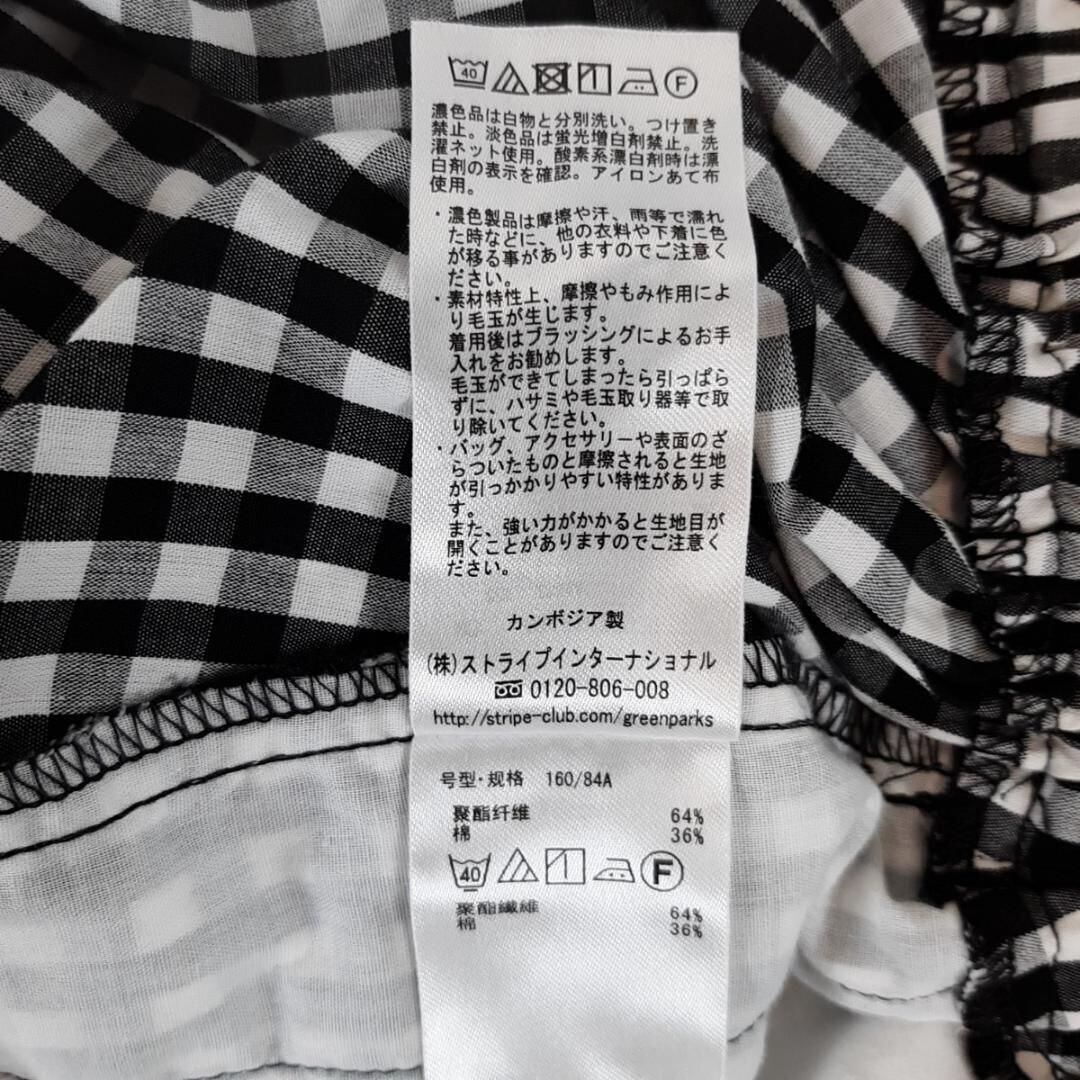 40 F
濃色品は白物と分別洗い。つけ置き
禁止。淡色品は蛍光増白剤禁止。洗
濯ネット使用。酸素系漂白剤時は漂
白剤の表示を確認。アイロンあて布
使用。
・濃色製品は摩擦や汗、雨等で濡れ
た時などに、他の衣料や下着に色
が移る事がありますのでご注意く
ださい。
・素材特性上、摩擦やもみ作用によ
り毛玉が生じます。
着用後はブラッシングによるお手
入れをお勧めします。
毛玉ができてしまったら引っぱら
ずに、ハサミや毛玉取り器等で取
り除いてください。
・バッグ、アクセサリーや表面のざ
らついたものと摩擦されると生地
が引っかかりやすい特性がありま
す。
また、強い力がかかると生地目が
開くことがありますのでご注意く
ださい。
カンボジア製
(株)ストライプインターナショナル
0120-806-008
http://stripe-club.com/greenparks
号型·规格 160/84A
聚酯纤维 64%
棉 36%
40 F
聚酯纖維 64%
棉 36%